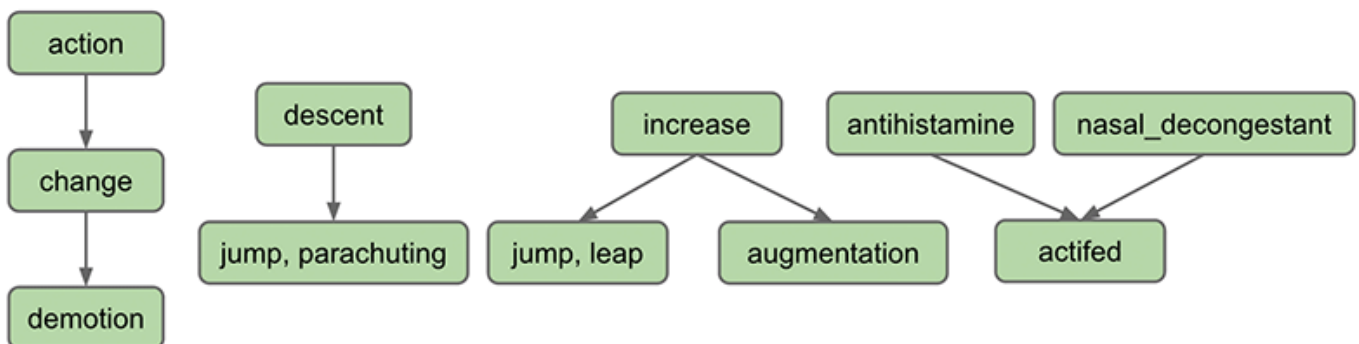 action
change
demotion
descent
jump, parachuting
increase
jump, leap
augmentation
antihistamine
nasal_decongestant
actifed